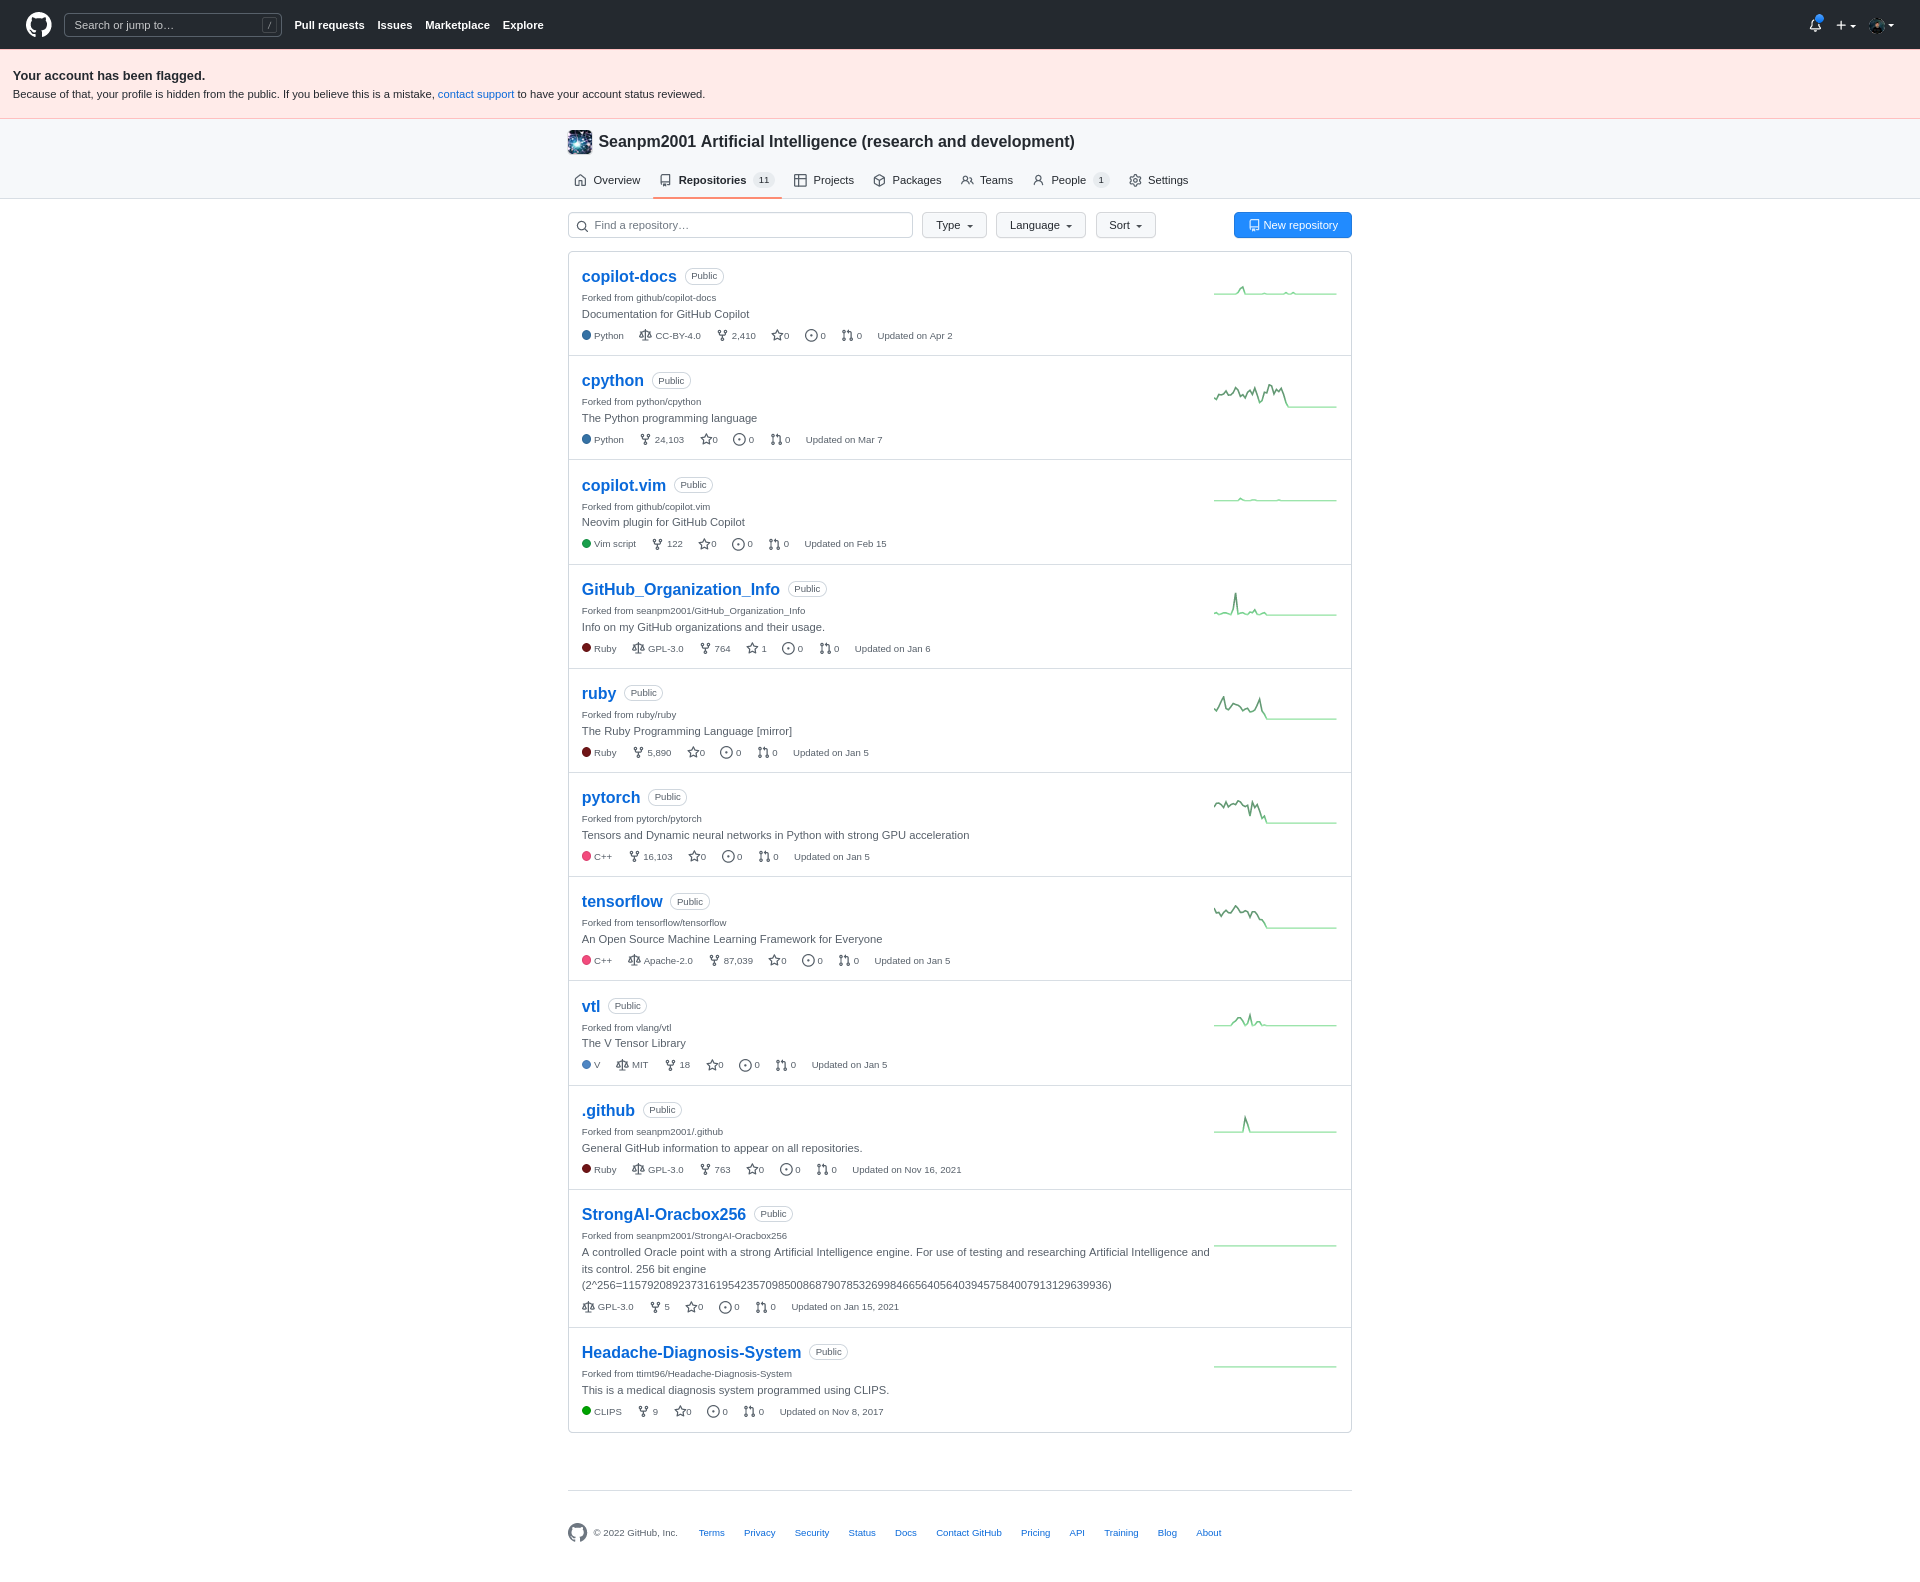 Search or jump to… /
Pull requests Issues Marketplace Explore
Your account has been flagged.
Because of that, your profile is hidden from the public. If you believe this is a mistake, contact support to have your account status reviewed.
Seanpm2001 Artificial Intelligence (research and development)
Overview Repositories 11 Projects Packages Teams People 1 Settings
Find a repository… Type Language Sort New repository
copilot-docs Public
Forked from github/copilot-docs
Documentation for GitHub Copilot
Python CC-BY-4.0 2,410 0 0 0 Updated on Apr 2
cpython Public
Forked from python/cpython
The Python programming language
Python 24,103 0 0 0 Updated on Mar 7
copilot.vim Public
Forked from github/copilot.vim
Neovim plugin for GitHub Copilot
Vim script 122 0 0 0 Updated on Feb 15
GitHub_Organization_Info Public
Forked from seanpm2001/GitHub_Organization_Info
Info on my GitHub organizations and their usage.
Ruby GPL-3.0 764 1 0 0 Updated on Jan 6
ruby Public
Forked from ruby/ruby
The Ruby Programming Language [mirror]
Ruby 5,890 0 0 0 Updated on Jan 5
pytorch Public
Forked from pytorch/pytorch
Tensors and Dynamic neural networks in Python with strong GPU acceleration
C++ 16,103 0 0 0 Updated on Jan 5
tensorflow Public
Forked from tensorflow/tensorflow
An Open Source Machine Learning Framework for Everyone
C++ Apache-2.0 87,039 0 0 0 Updated on Jan 5
vtl Public
Forked from vlang/vtl
The V Tensor Library
V MIT 18 0 0 0 Updated on Jan 5
.github Public
Forked from seanpm2001/.github
General GitHub information to appear on all repositories.
Ruby GPL-3.0 763 0 0 0 Updated on Nov 16, 2021
StrongAI-Oracbox256 Public
Forked from seanpm2001/StrongAI-Oracbox256
A controlled Oracle point with a strong Artificial Intelligence engine. For use of testing and researching Artificial Intelligence and
its control. 256 bit engine
(2^256=115792089237316195423570985008687907853269984665640564039457584007913129639936)
GPL-3.0 5 0 0 0 Updated on Jan 15, 2021
Headache-Diagnosis-System Public
Forked from ttimt96/Headache-Diagnosis-System
This is a medical diagnosis system programmed using CLIPS.
CLIPS 9 0 0 0 Updated on Nov 8, 2017
© 2022 GitHub, Inc. Terms Privacy Security Status Docs Contact GitHub Pricing API Training Blog About